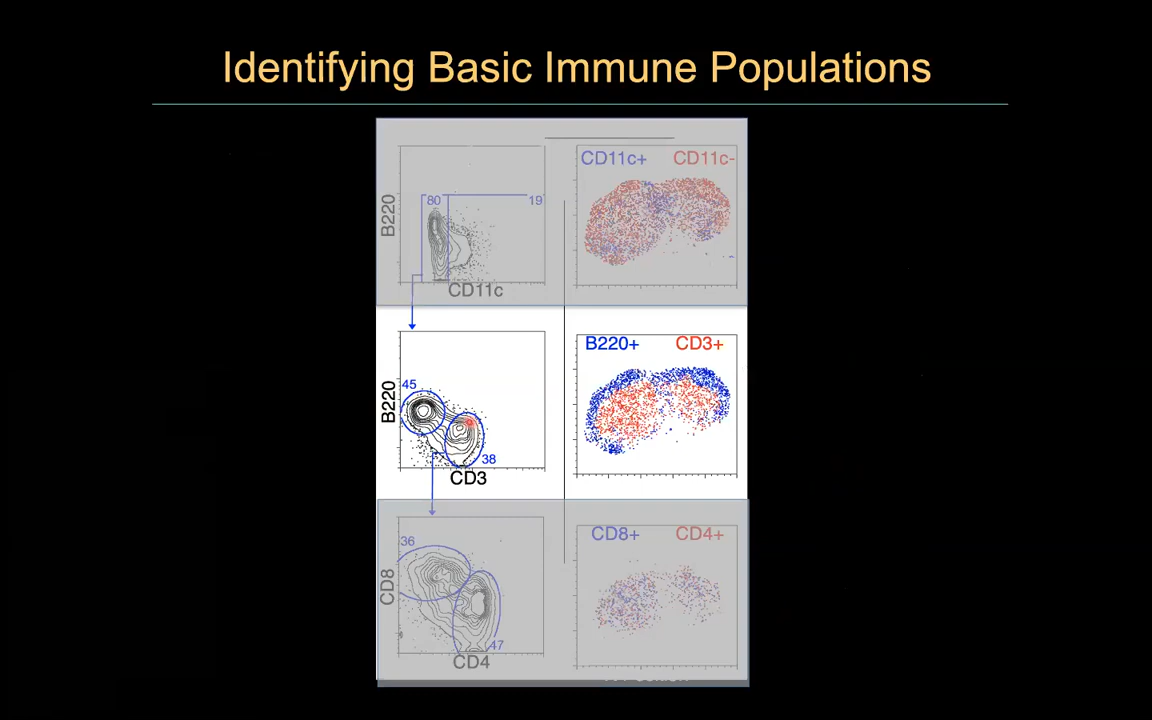 Identifying Basic Immune Populations
B220
80
19
CD11c
CD11c+ CD11c-
B220
45
38
CD3
B220+ CD3+
CD8
36
47
CD4
CD8+ CD4+